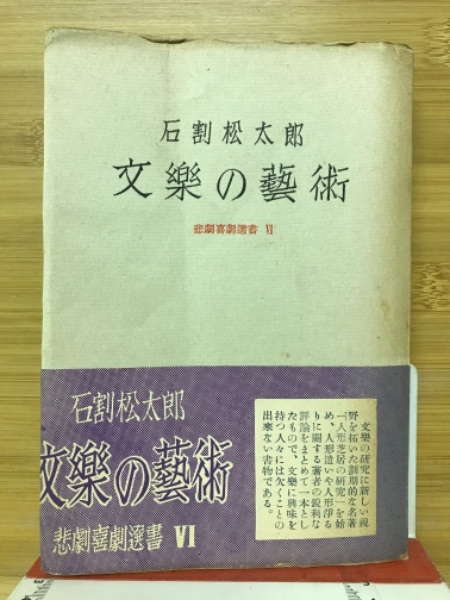 石割松太郎
文樂の藝術
悲劇喜劇選書 Ⅵ
石割松太郎
文樂の藝術
悲劇喜劇選書 Ⅵ
文樂の硏究に新しい視
野を拓いた劃期的な名著
「人形芝居の硏究」を始
め、人形遣いや人形淨る
りに關する著者の銳利な
評論をまとめて一本とし
たもので、文樂に興味を
持つ人々には欠くことの
出來ない書物である。